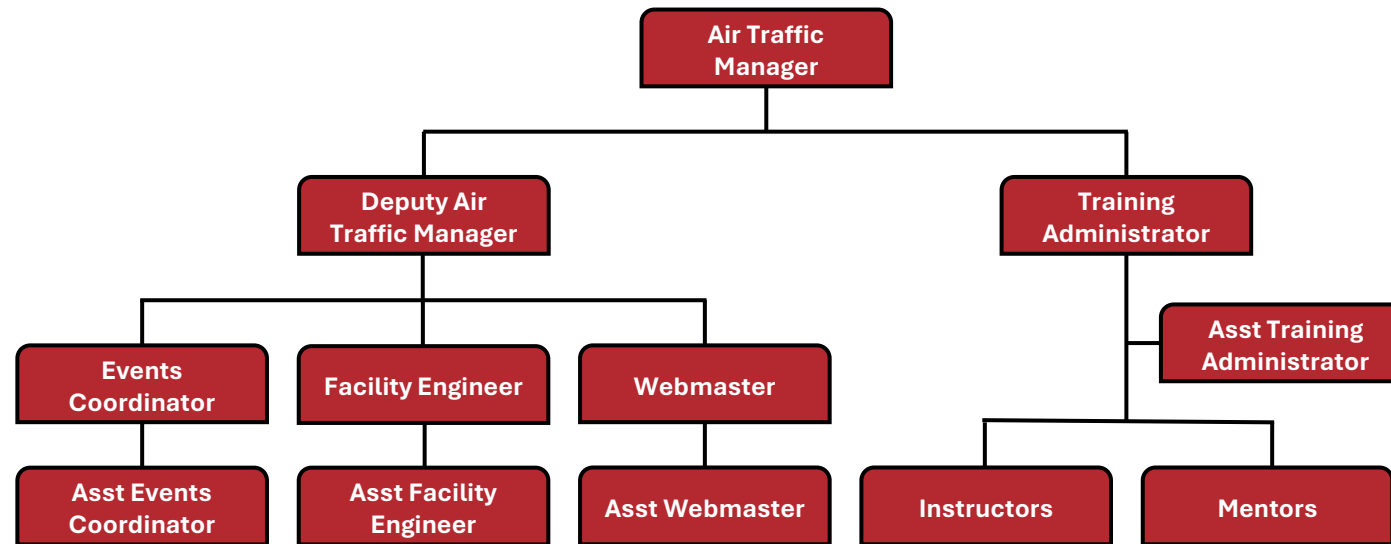 Air Traffic
Manager
Deputy Air
Traffic Manager
Training
Administrator
Asst Training
Administrator
Events
Coordinator
Facility Engineer
Webmaster
Asst Events
Coordinator
Asst Facility
Engineer
Asst Webmaster
Instructors
Mentors